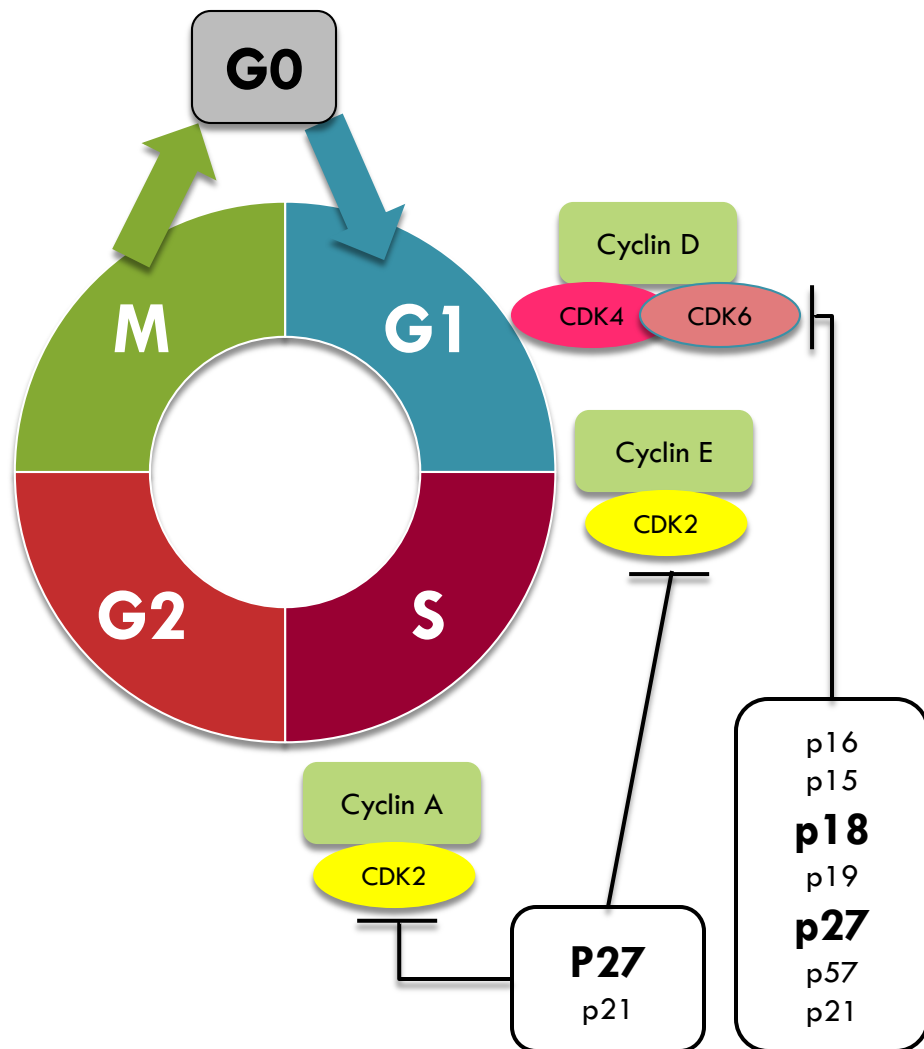 G0
M
G1
G2
S
Cyclin D
CDK4
CDK6
Cyclin E
CDK2
Cyclin A
CDK2
P27
p21
p16
p15
p18
p19
p27
p57
p21